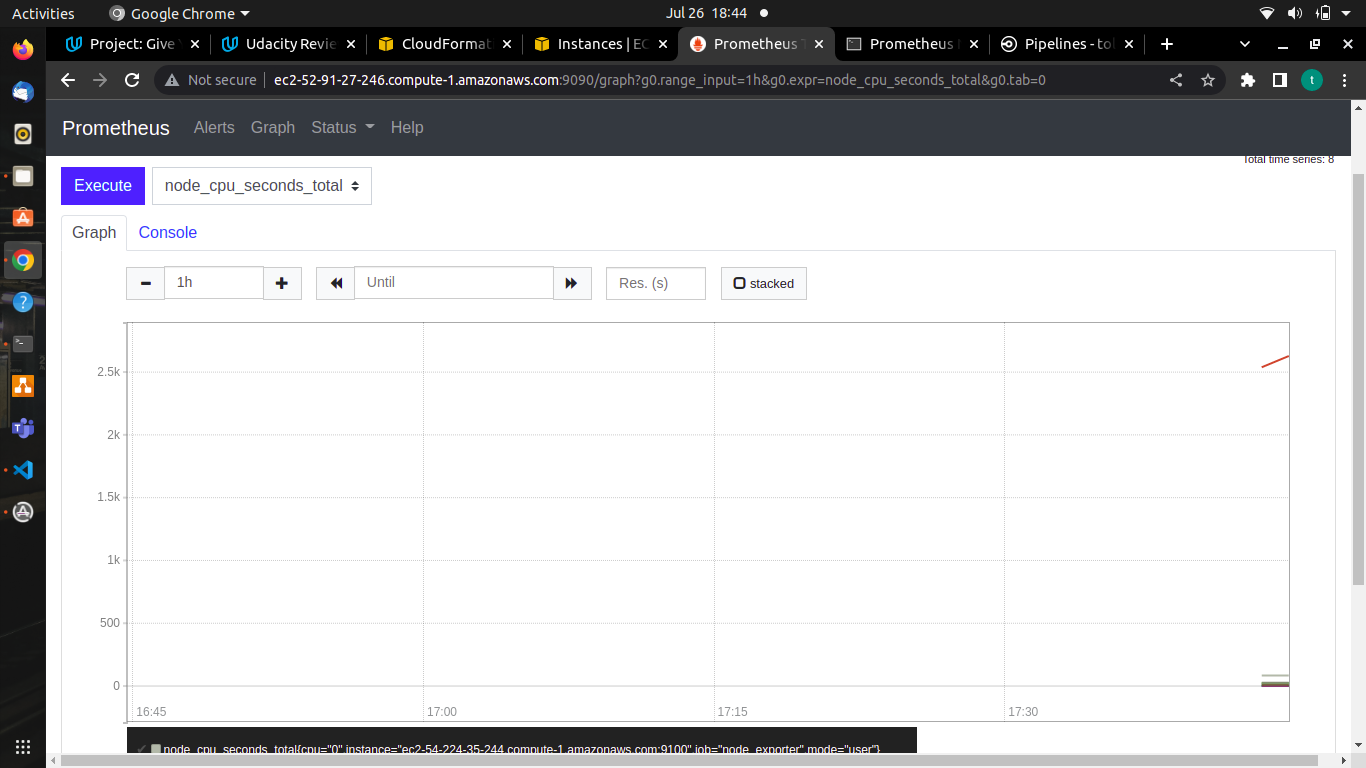 Activities Google Chrome Jul 26 18:44
Project: Give Y Udacity Revie CloudFormat Instances | EC Prometheus T Prometheus N Pipelines - tol
Not secure ec2-52-91-27-246.compute-1.amazonaws.com:9090/graph?g0.range_input=1h&g0.expr=node_cpu_seconds_total&g0.tab=0 t
Prometheus Alerts Graph Status Help
Total time series: 8
Execute node_cpu_seconds_total
Graph Console
1h Until Res. (s) stacked
2.5k
2k
1.5k
1k
500
0
16:45 17:00 17:15 17:30
node_cpu_seconds_total{cpu="0",instance="ec2-54-224-35-244.compute-1.amazonaws.com:9100",job="node_exporter",mode="user"}